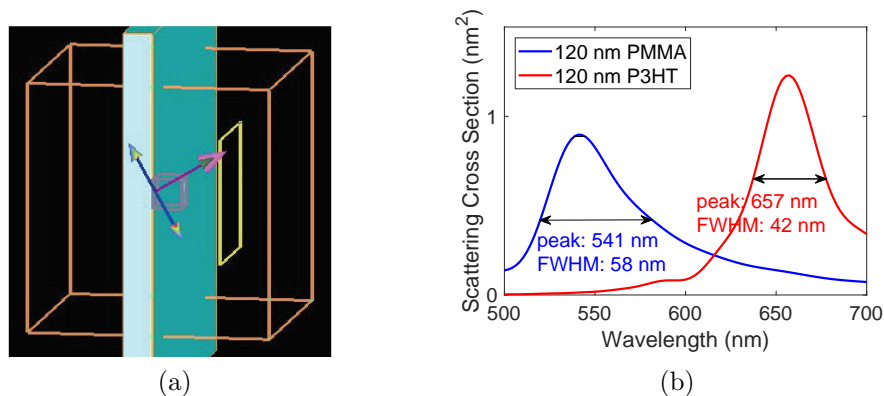 120 nm PMMA
120 nm P3HT
Scattering Cross Section (nm²)
1
0
peak: 541 nm
FWHM: 58 nm
peak: 657 nm
FWHM: 42 nm
500 550 600 650 700
Wavelength (nm)
(a) (b)